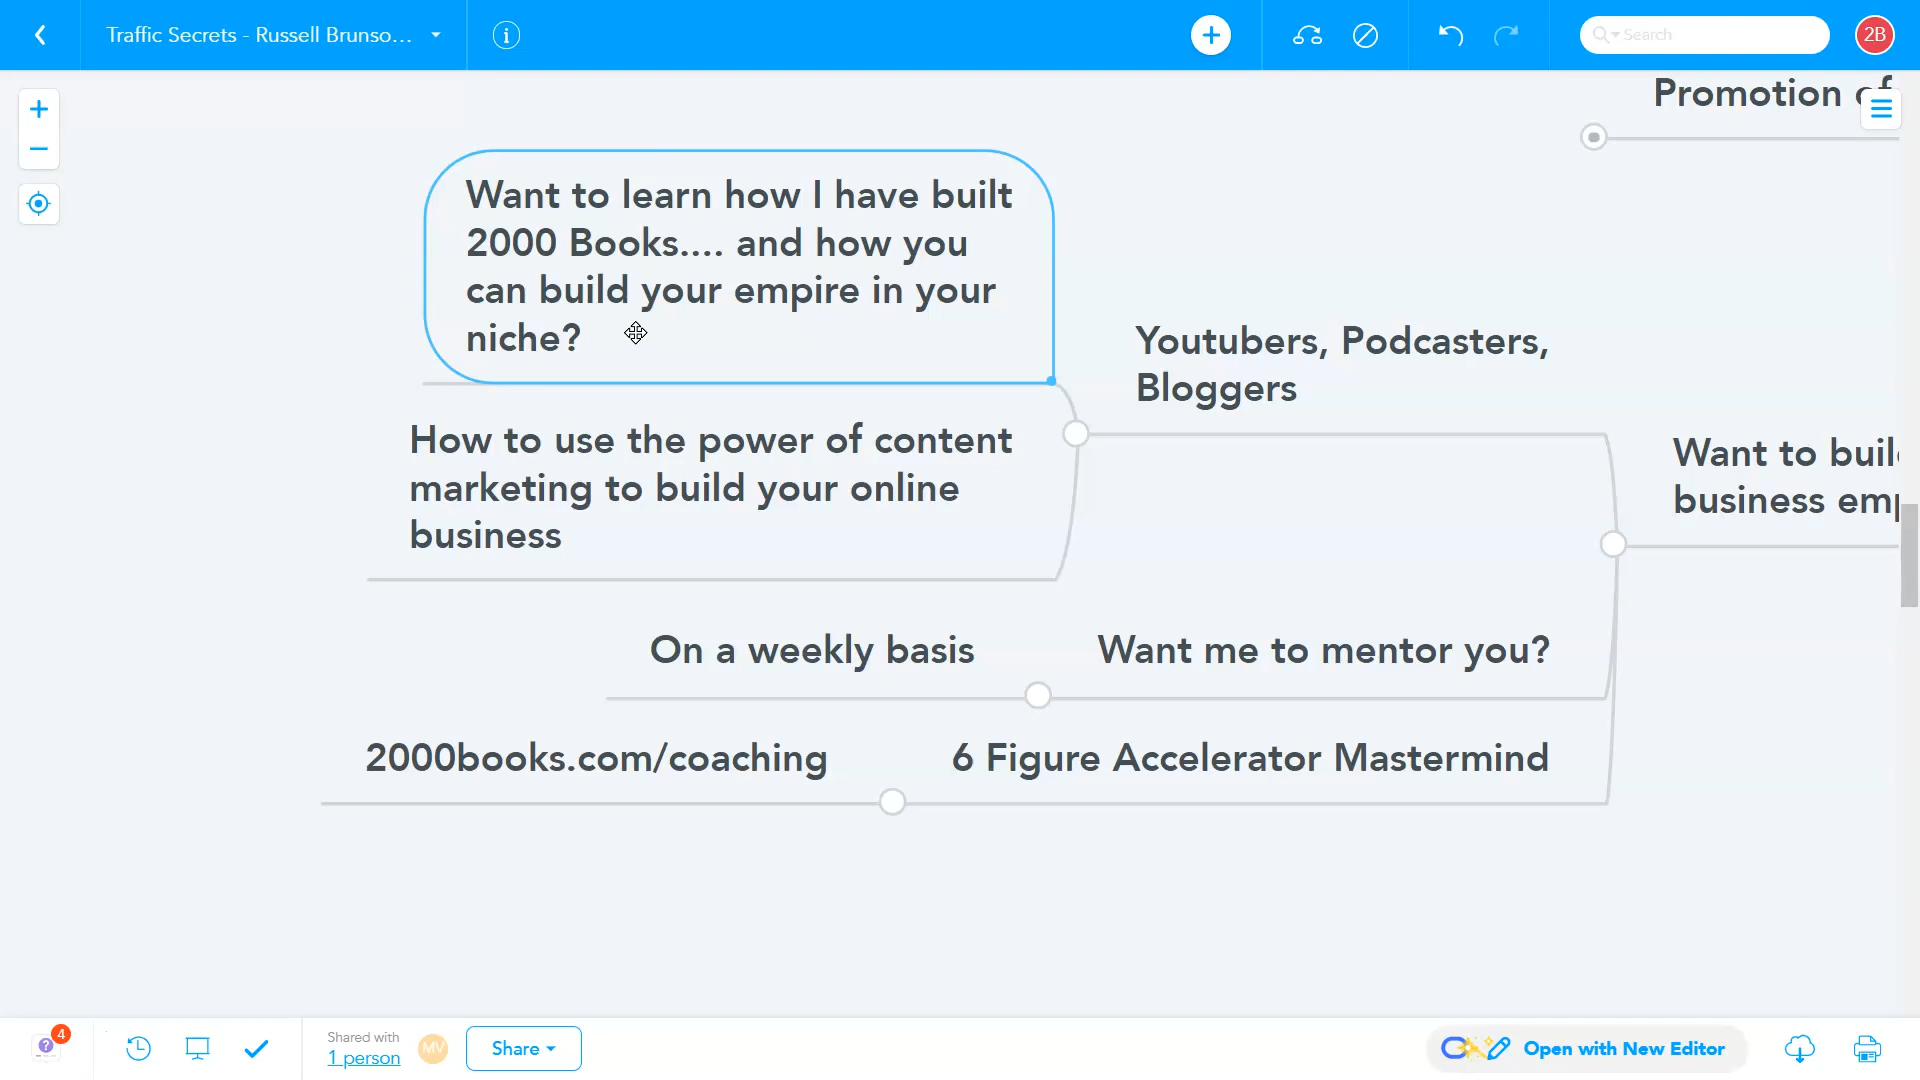 Traffic Secrets - Russell Brunso...
Search
2B
Promotion of
Want to learn how I have built
2000 Books.... and how you
can build your empire in your
niche?
Youtubers, Podcasters,
Bloggers
How to use the power of content
marketing to build your online
business
Want to buil
business emp
On a weekly basis
Want me to mentor you?
2000books.com/coaching
6 Figure Accelerator Mastermind
4
Shared with
1 person
MV
Share
Open with New Editor